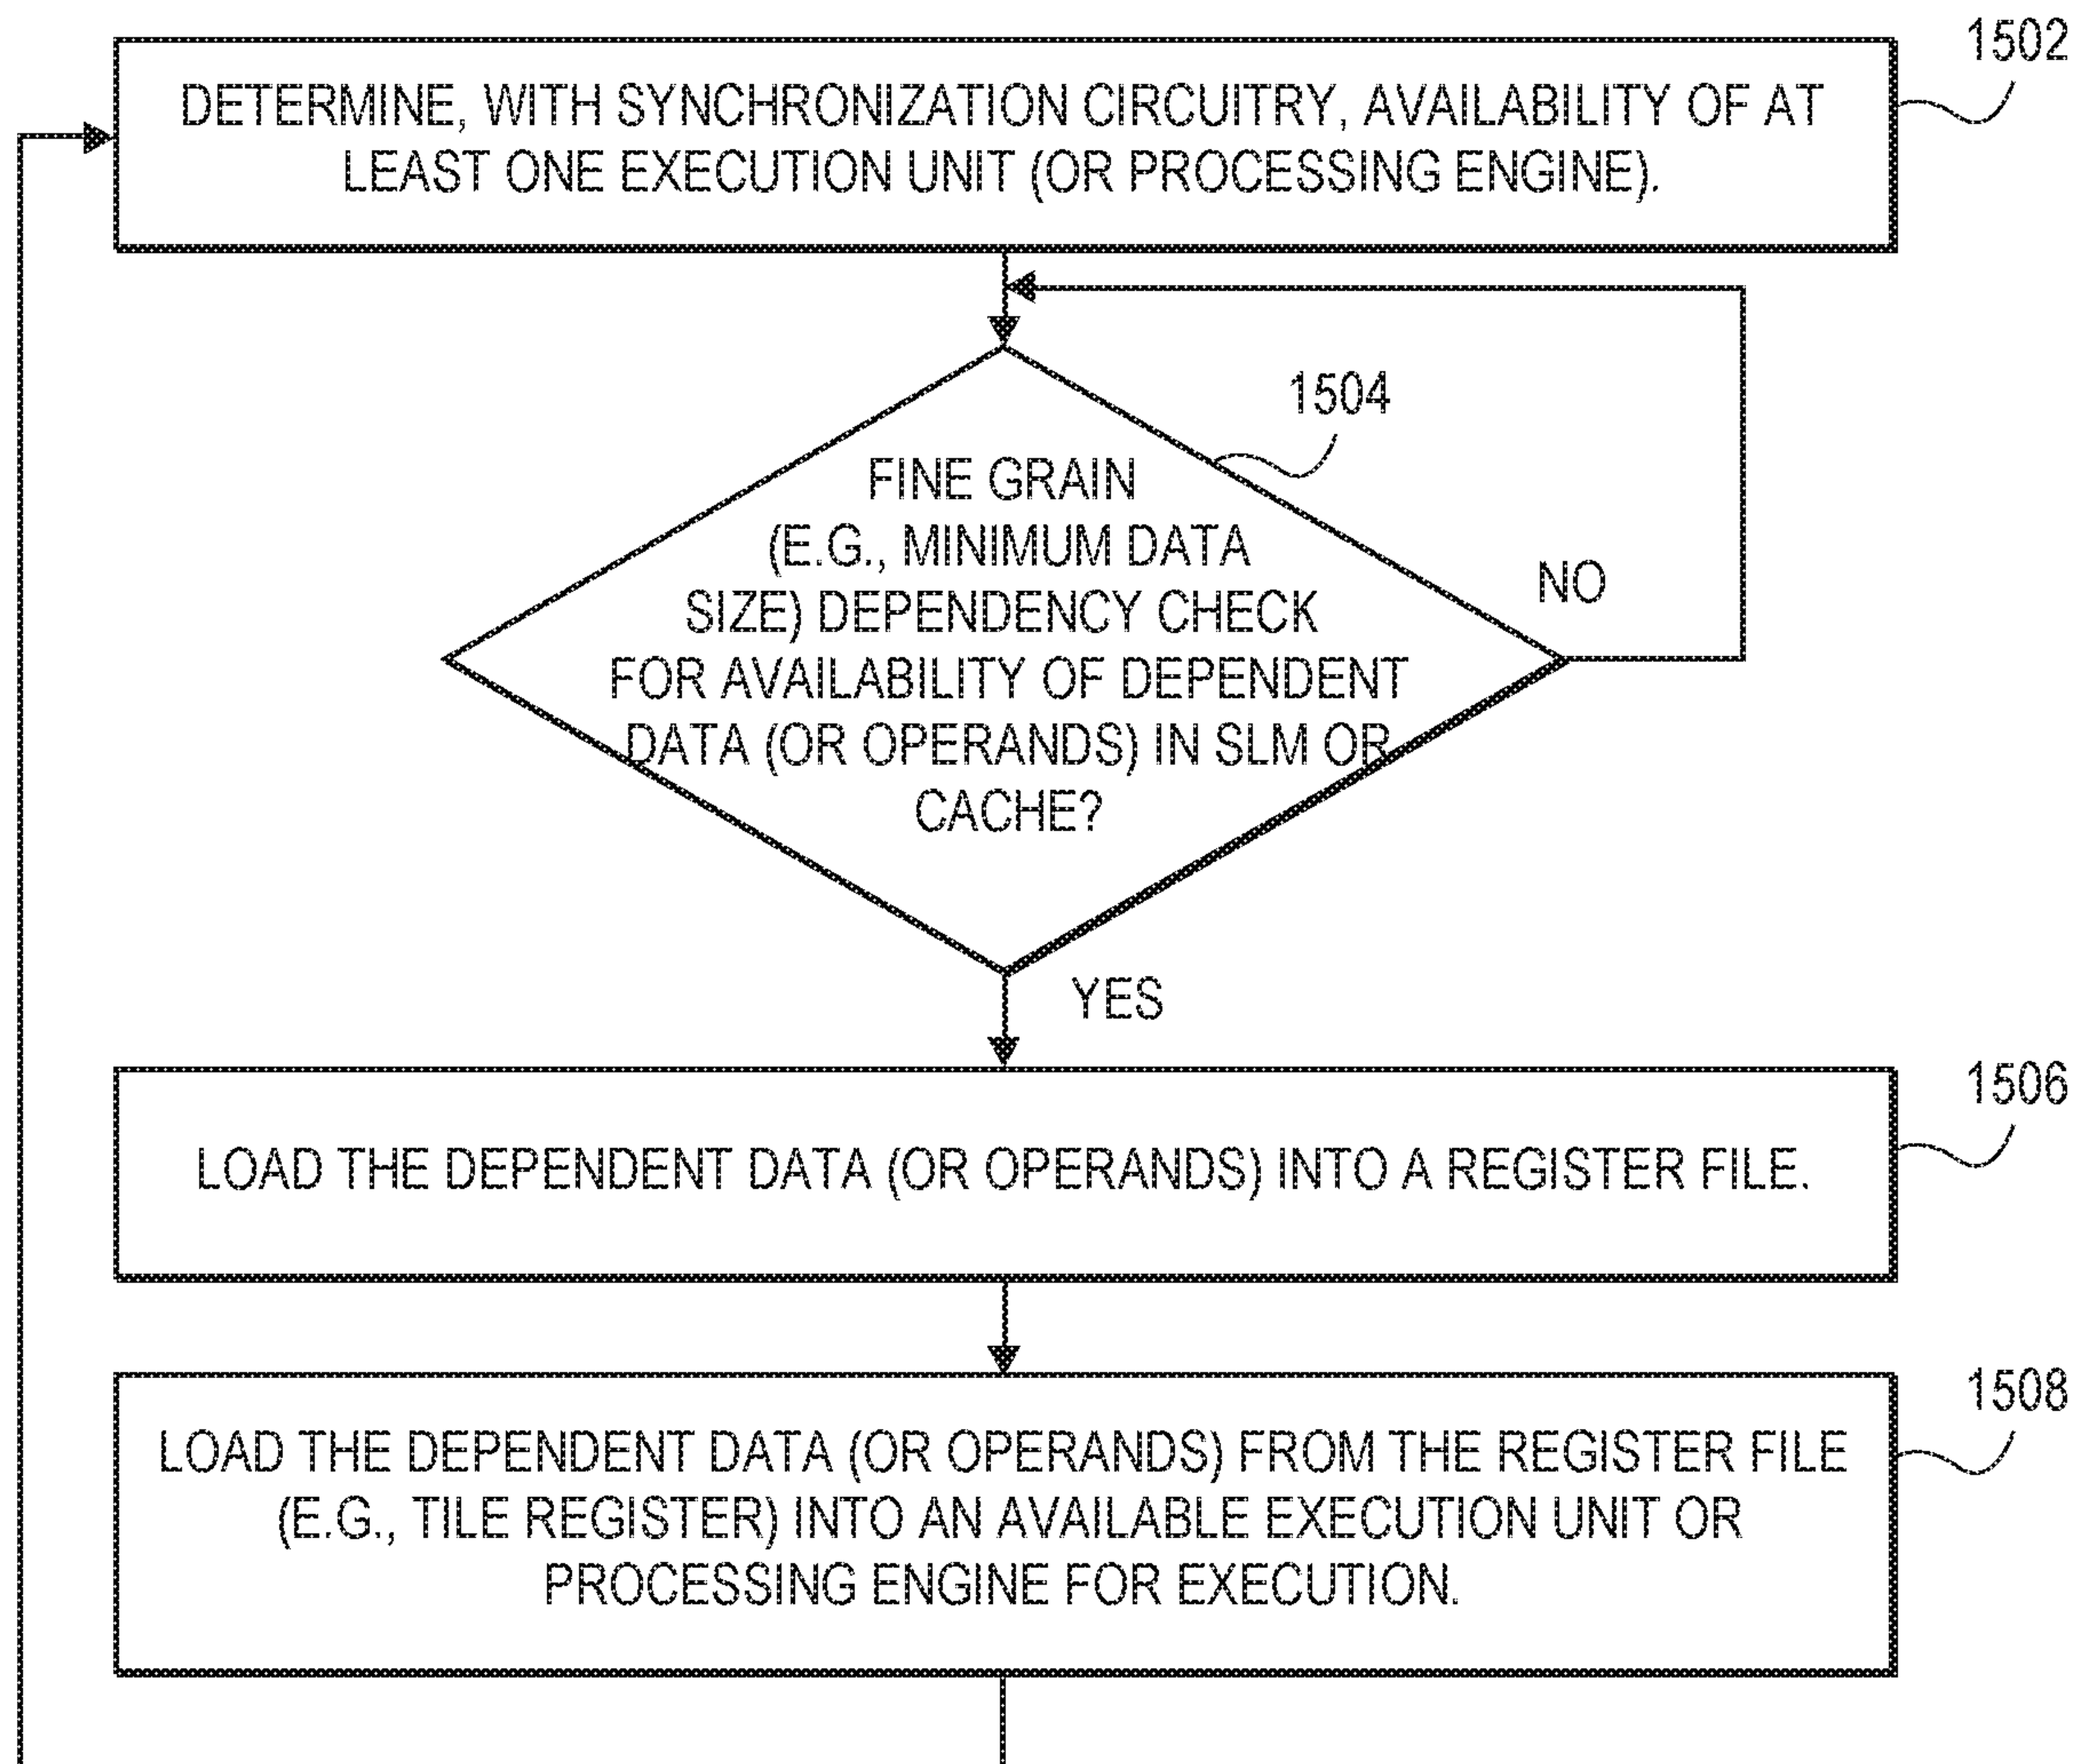 1502
DETERMINE, WITH SYNCHRONIZATION CIRCUITRY, AVAILABILITY OF AT
LEAST ONE EXECUTION UNIT (OR PROCESSING ENGINE).
1504
FINE GRAIN
(E.G., MINIMUM DATA
SIZE) DEPENDENCY CHECK
FOR AVAILABILITY OF DEPENDENT
DATA (OR OPERANDS) IN SLM OR
CACHE?
NO
YES
1506
LOAD THE DEPENDENT DATA (OR OPERANDS) INTO A REGISTER FILE.
1508
LOAD THE DEPENDENT DATA (OR OPERANDS) FROM THE REGISTER FILE
(E.G., TILE REGISTER) INTO AN AVAILABLE EXECUTION UNIT OR
PROCESSING ENGINE FOR EXECUTION.